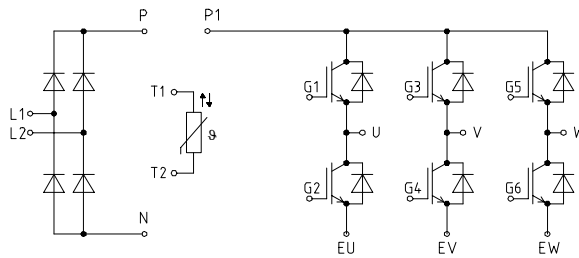 P P1
T1 G1 G3 G5
L1
L2 ϑ U V W
T2 G2 G4 G6
N
EU EV EW